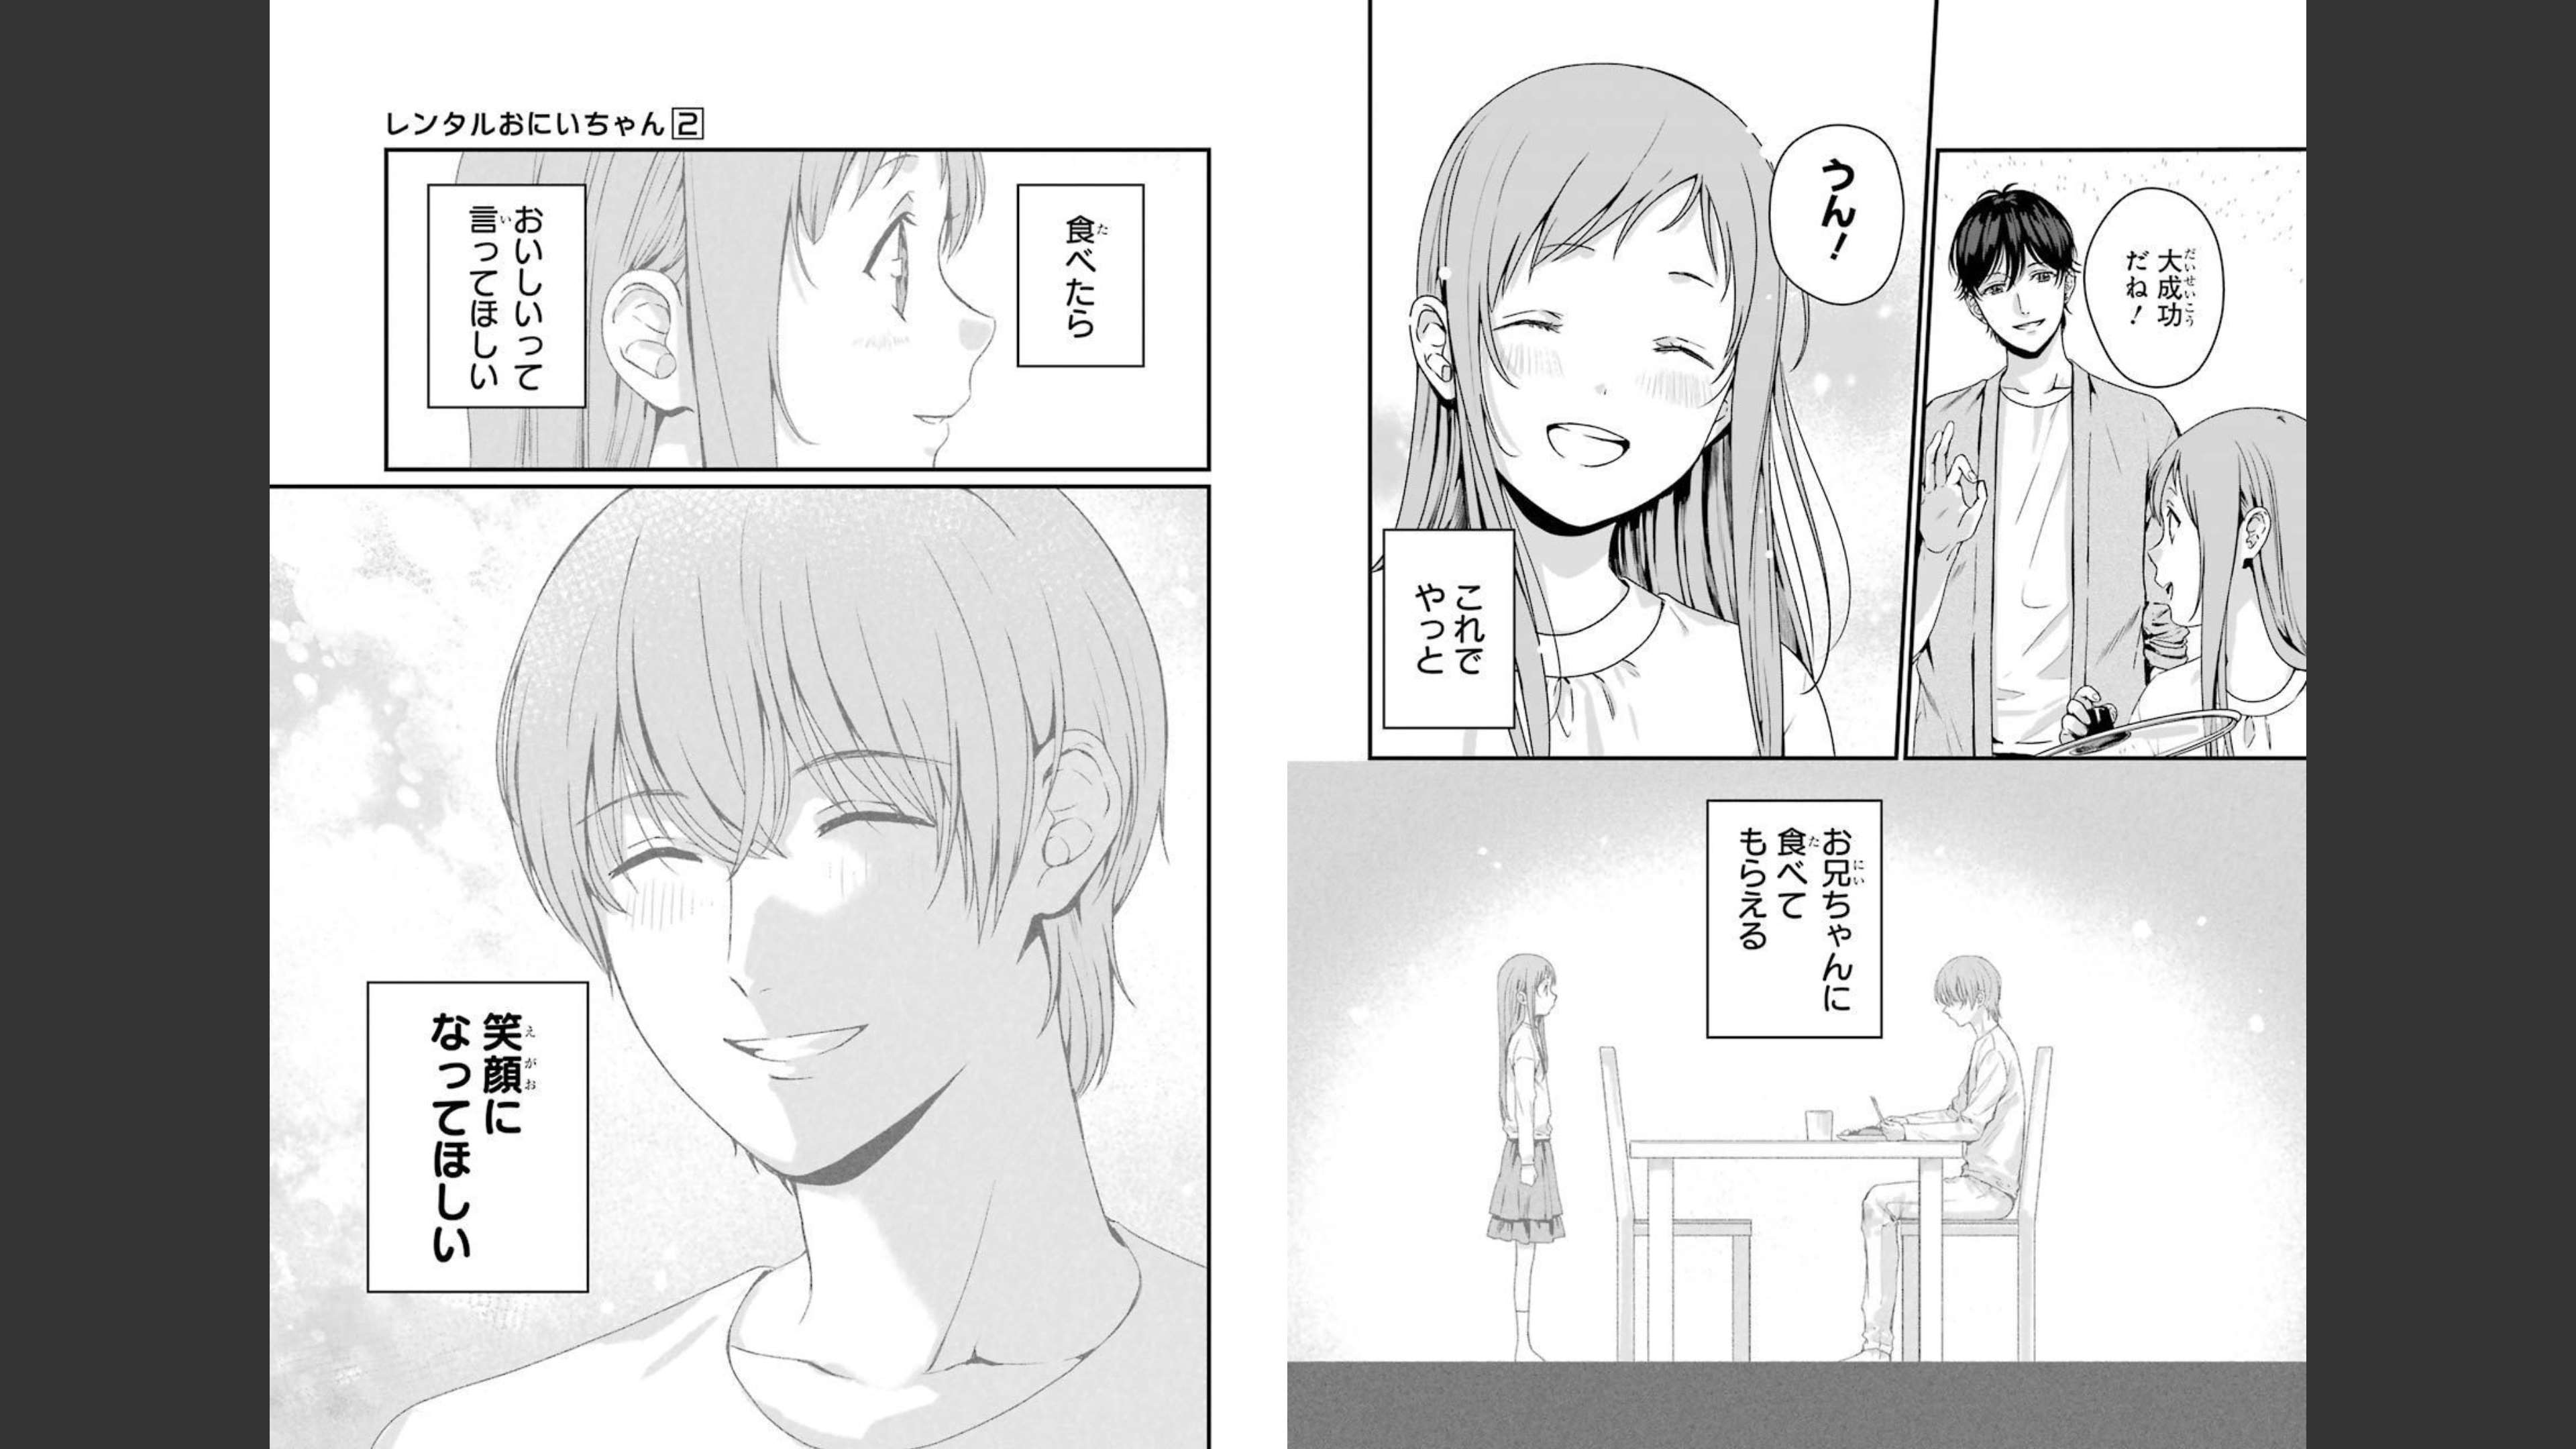 大成功
だね！
うん！
これで
やっと
お兄ちゃんに
食べて
もらえる
レンタルおにいちゃん2
食べたら
おいしいって
言ってほしい
笑顔に
なってほしい